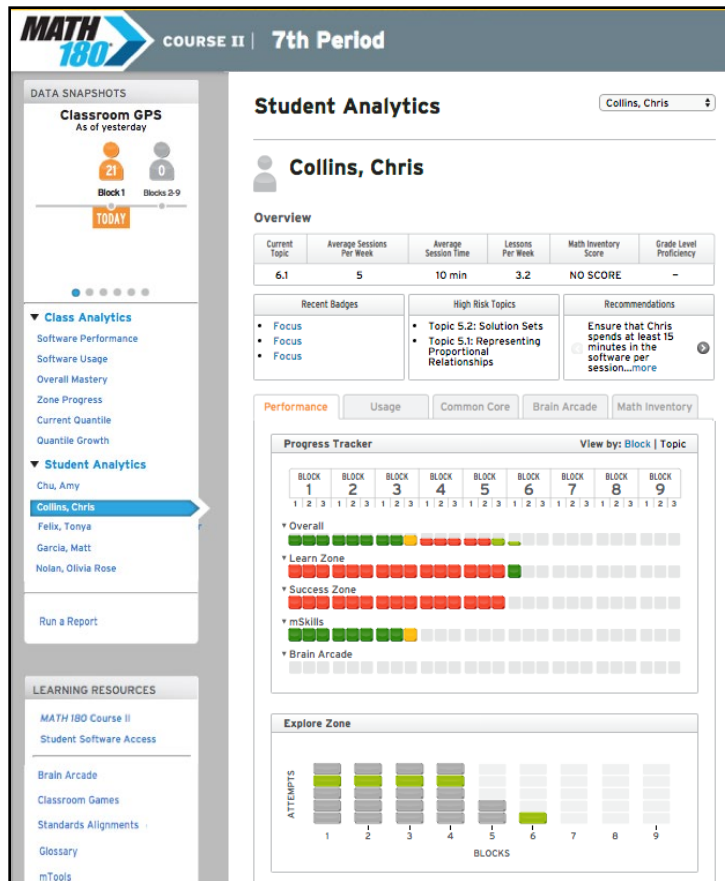 MATH
180
COURSE II | 7th Period
DATA SNAPSHOTS
Classroom GPS
As of yesterday
21
0
Block 1
Blocks 2-9
TODAY
▼ Class Analytics
Software Performance
Software Usage
Overall Mastery
Zone Progress
Current Quantile
Quantile Growth
▼ Student Analytics
Chu, Amy
Collins, Chris
Felix, Tonya
r
Garcia, Matt
Nolan, Olivia Rose
Run a Report
LEARNING RESOURCES
MATH 180 Course II
Student Software Access
Brain Arcade
Classroom Games
Standards Alignments
Glossary
mTools
Student Analytics
Collins, Chris
Collins, Chris
Overview
Current Topic
Average Sessions Per Week
Average Session Time
Lessons Per Week
Math Inventory Score
Grade Level Proficiency
6.1
5
10 min
3.2
NO SCORE
–
Recent Badges
• Focus
• Focus
• Focus
High Risk Topics
• Topic 5.2: Solution Sets
• Topic 5.1: Representing
Proportional
Relationships
Recommendations
Ensure that Chris
spends at least 15
minutes in the
software per
session...more
Performance
Usage
Common Core
Brain Arcade
Math Inventory
Progress Tracker
View by: Block | Topic
BLOCK BLOCK BLOCK BLOCK BLOCK BLOCK BLOCK BLOCK BLOCK
1 2 3 4 5 6 7 8 9
1 2 3 1 2 3 1 2 3 1 2 3 1 2 3 1 2 3 1 2 3 1 2 3 1 2 3
▾ Overall
▾ Learn Zone
▾ Success Zone
▾ mSkills
▾ Brain Arcade
Explore Zone
ATTEMPTS
1 2 3 4 5 6 7 8 9
BLOCKS